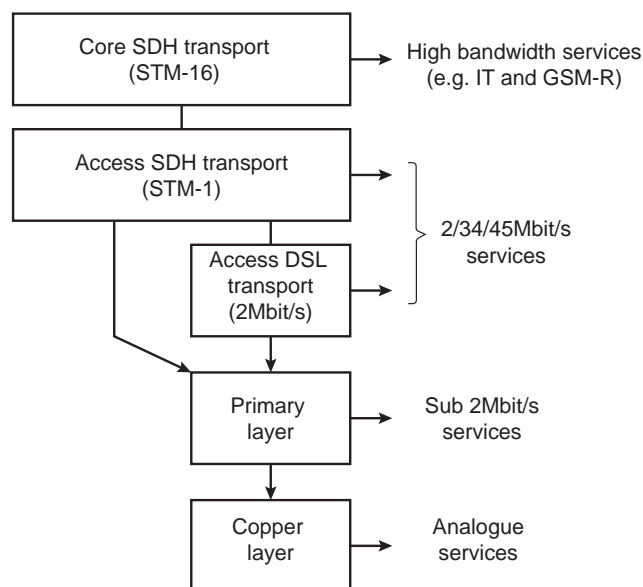 Core SDH transport
(STM-16)
High bandwidth services
(e.g. IT and GSM-R)
Access SDH transport
(STM-1)
2/34/45Mbit/s
services
Access DSL
transport
(2Mbit/s)
Primary
layer
Sub 2Mbit/s
services
Copper
layer
Analogue
services